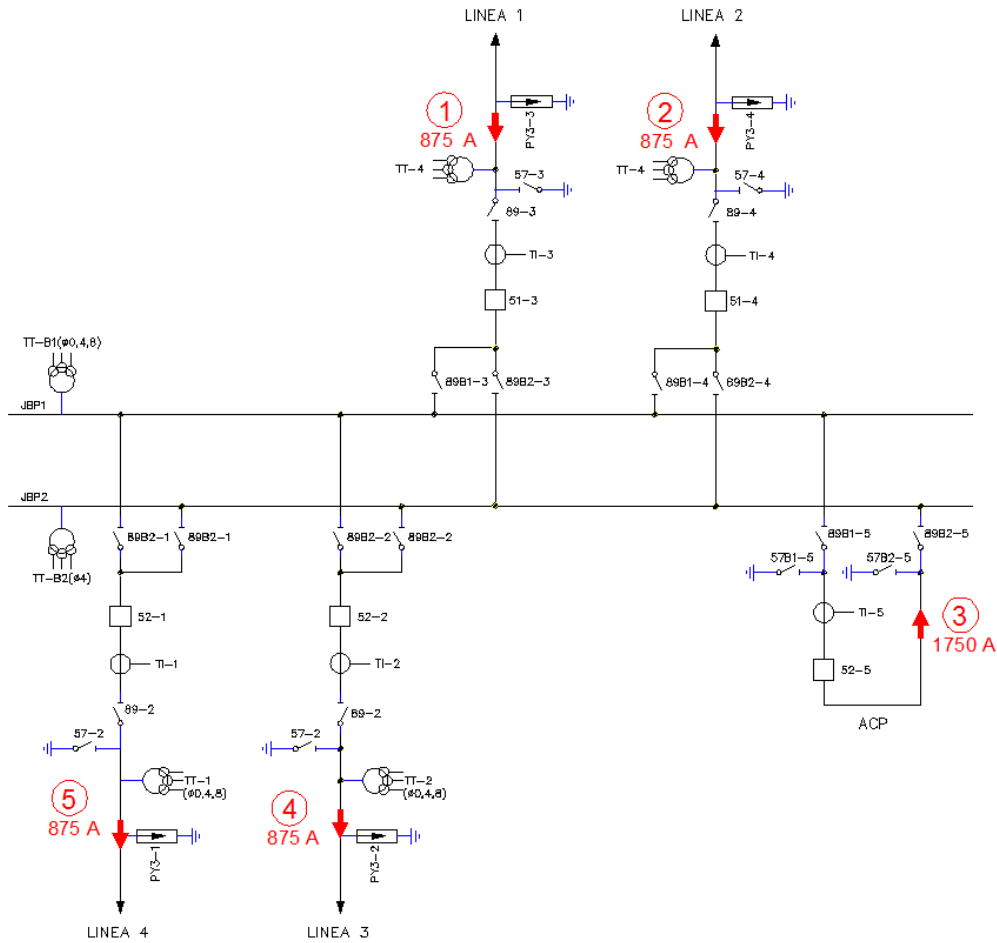 LINEA 1
LINEA 2
1
875 A
PY3-3
2
875 A
PY3-4
TT-4
57-3
TT-4
57-4
89-3
89-4
TI-3
TI-4
51-3
51-4
TT-B1(ø0,4,8)
89B1-3
89B2-3
89B1-4
89B2-4
JBP1
JBP2
89B2-1
89B2-1
89B2-2
89B2-2
89B1-5
89B2-5
TT-B2(ø4)
57B1-5
57B2-5
52-1
52-2
TI-5
3
1750 A
TI-1
TI-2
52-5
89-2
89-2
ACP
57-2
57-2
TT-1
(ø0,4,8)
TT-2
(ø0,4,8)
5
875 A
4
875 A
PY3-1
PY3-2
LINEA 4
LINEA 3